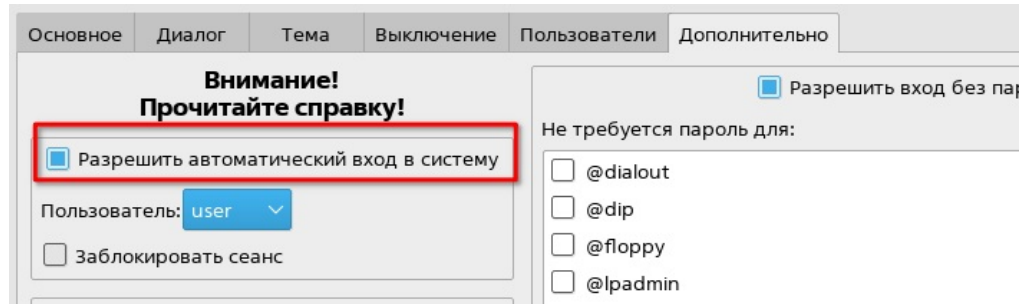 Основное Диалог Тема Выключение Пользователи Дополнительно
Внимание!
Прочитайте справку!
Разрешить автоматический вход в систему
Пользователь: user
Заблокировать сеанс
Разрешить вход без
Не требуется пароль для:
@dialout
@dip
@floppy
@lpadmin